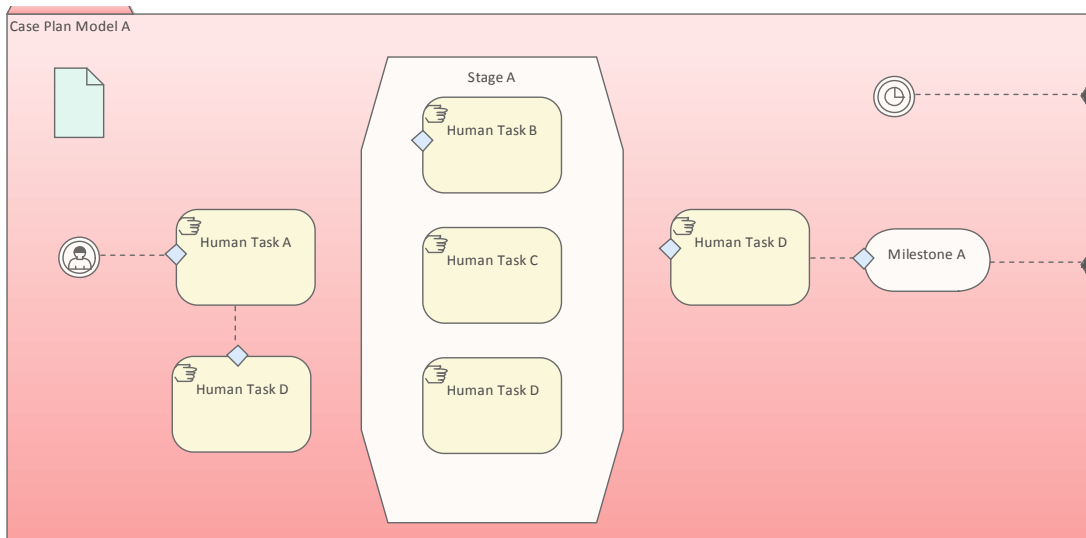 Case Plan Model A
Stage A
Human Task B
Human Task A
Human Task C
Human Task D
Milestone A
Human Task D
Human Task D